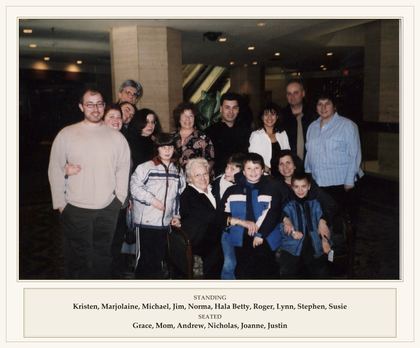 STANDING
Kristen, Marjolaine, Michael, Jim, Norma, Hala Betty, Roger, Lynn, Stephen, Susie
SEATED
Grace, Mom, Andrew, Nicholas, Joanne, Justin